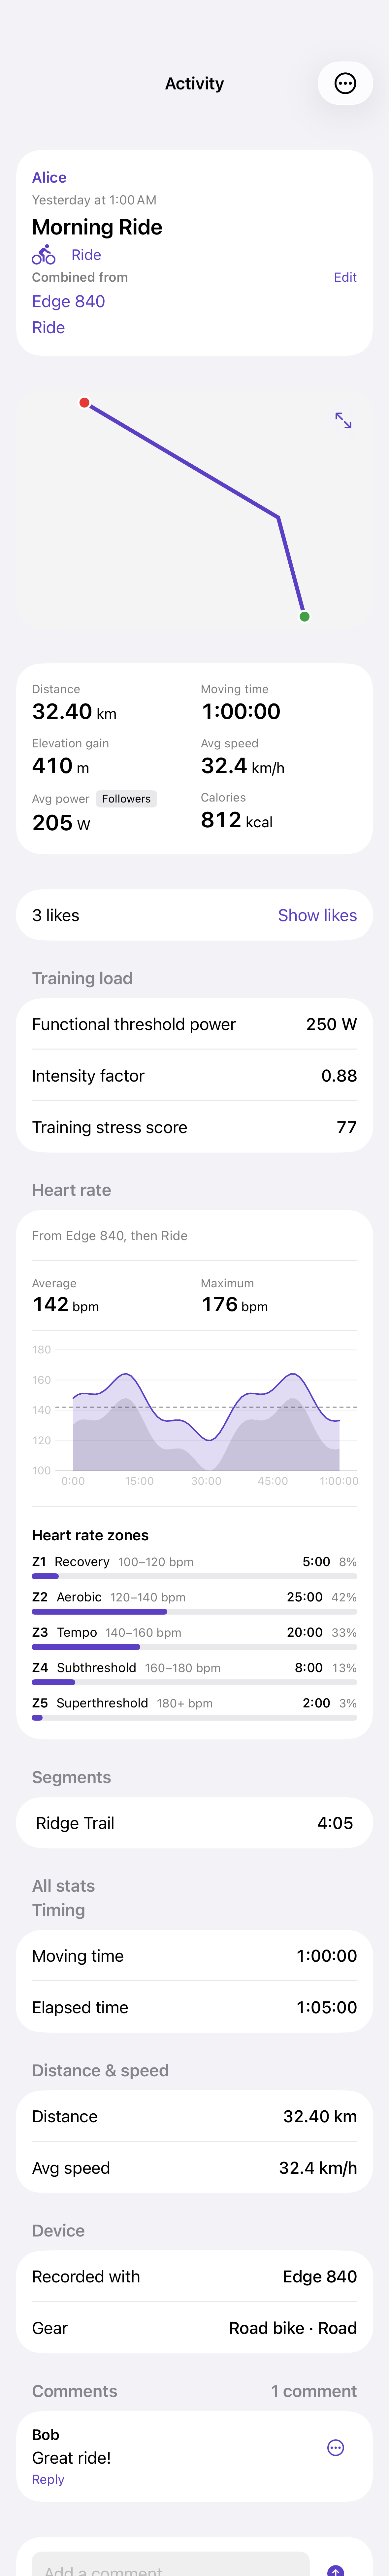 Activity
Alice
Yesterday at 1:00 AM
Morning Ride
Ride
Combined from
Edit
Edge 840
Ride
Distance
Moving time
32.40 km
1:00:00
Elevation gain
Avg speed
410 m
32.4 km/h
Avg power Followers
Calories
205 W
812 kcal
3 likes
Show likes
Training load
Functional threshold power 250 W
Intensity factor 0.88
Training stress score 77
Heart rate
From Edge 840, then Ride
Average
Maximum
142 bpm
176 bpm
180
160
140
120
100
0:00 15:00 30:00 45:00 1:00:00
Heart rate zones
Z1 Recovery 100–120 bpm 5:00 8%
Z2 Aerobic 120–140 bpm 25:00 42%
Z3 Tempo 140–160 bpm 20:00 33%
Z4 Subthreshold 160–180 bpm 8:00 13%
Z5 Superthreshold 180+ bpm 2:00 3%
Segments
Ridge Trail 4:05
All stats
Timing
Moving time 1:00:00
Elapsed time 1:05:00
Distance & speed
Distance 32.40 km
Avg speed 32.4 km/h
Device
Recorded with Edge 840
Gear Road bike · Road
Comments 1 comment
Bob
Great ride!
Reply
Add a comment